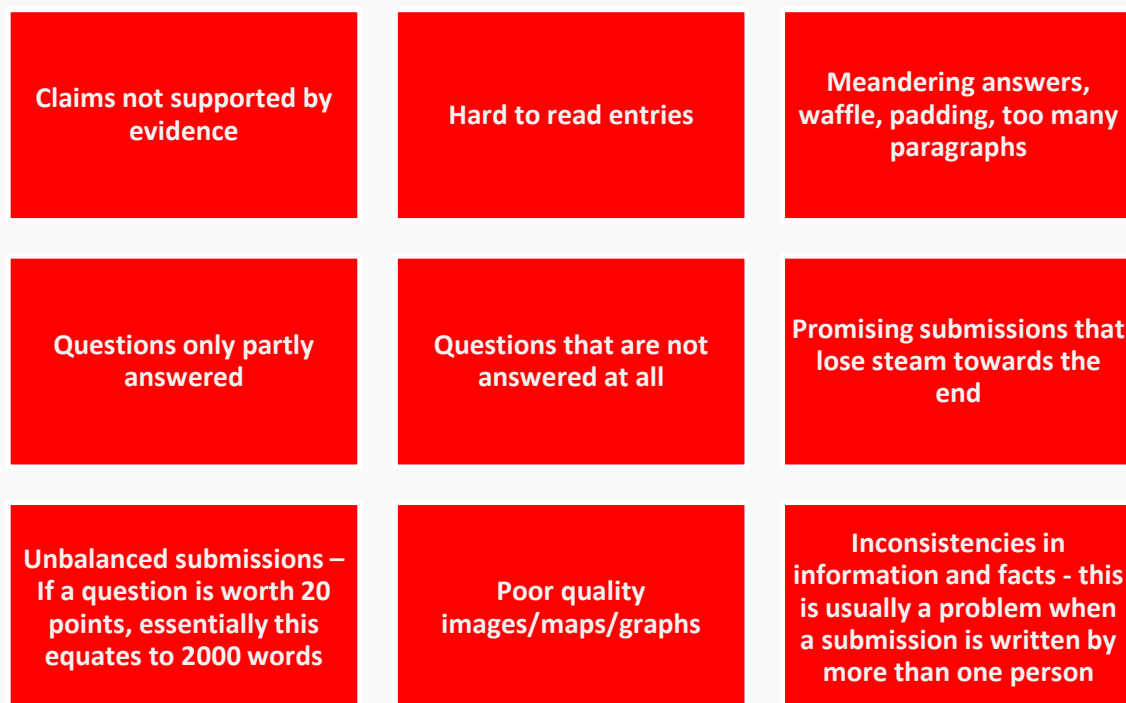 Claims not supported by
evidence
Hard to read entries
Meandering answers,
waffle, padding, too many
paragraphs
Questions only partly
answered
Questions that are not
answered at all
Promising submissions that
lose steam towards the
end
Unbalanced submissions –
If a question is worth 20
points, essentially this
equates to 2000 words
Poor quality
images/maps/graphs
Inconsistencies in
information and facts - this
is usually a problem when
a submission is written by
more than one person